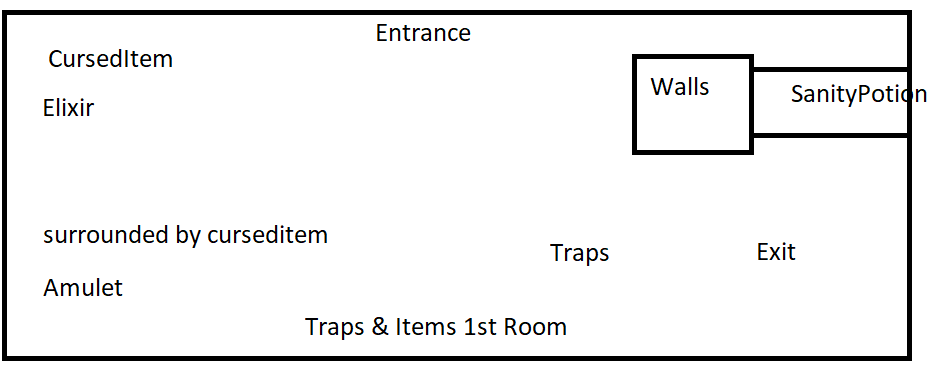 Entrance
CursedItem
Walls
SanityPotion
Elixir
surrounded by curseditem
Traps
Exit
Amulet
Traps & Items 1st Room